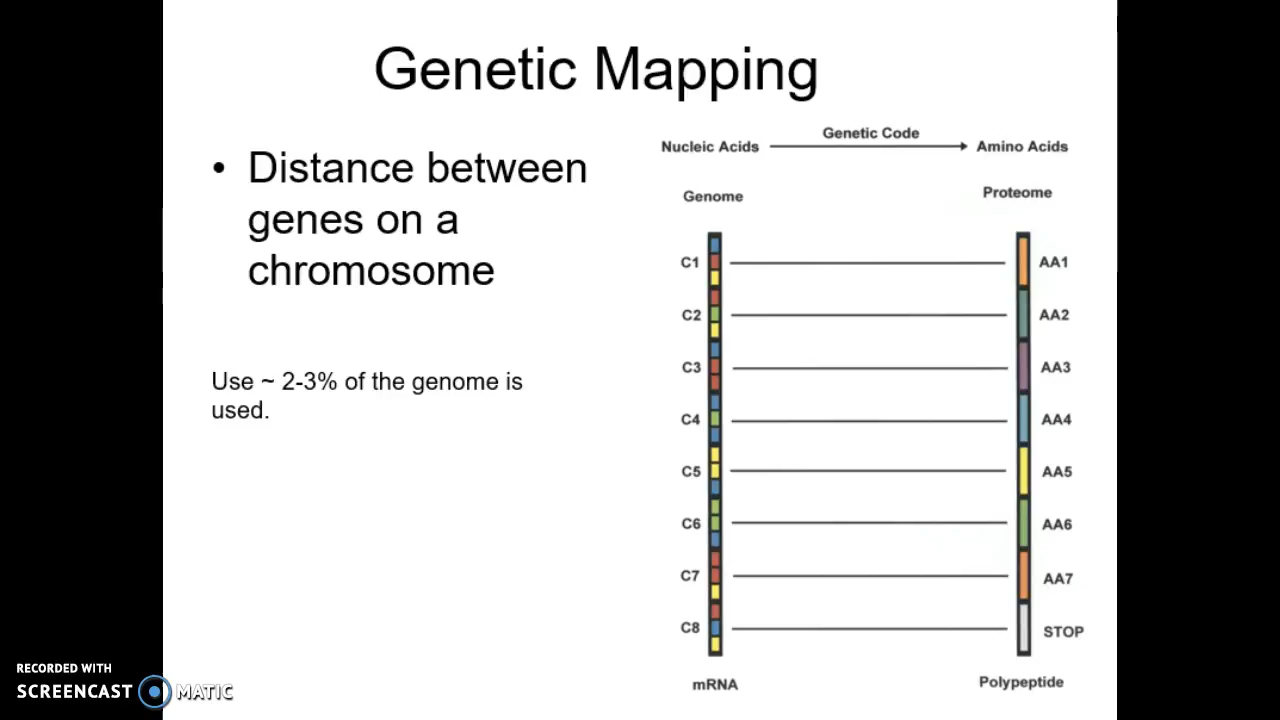 Genetic Mapping
• Distance between
genes on a
chromosome
Use ~ 2-3% of the genome is
used.
Genetic Code
Nucleic Acids
Amino Acids
Genome
Proteome
C1
AA1
C2
AA2
C3
AA3
C4
AA4
C5
AA5
C6
AA6
C7
AA7
C8
STOP
mRNA
Polypeptide
RECORDED WITH
SCREENCAST MATIC